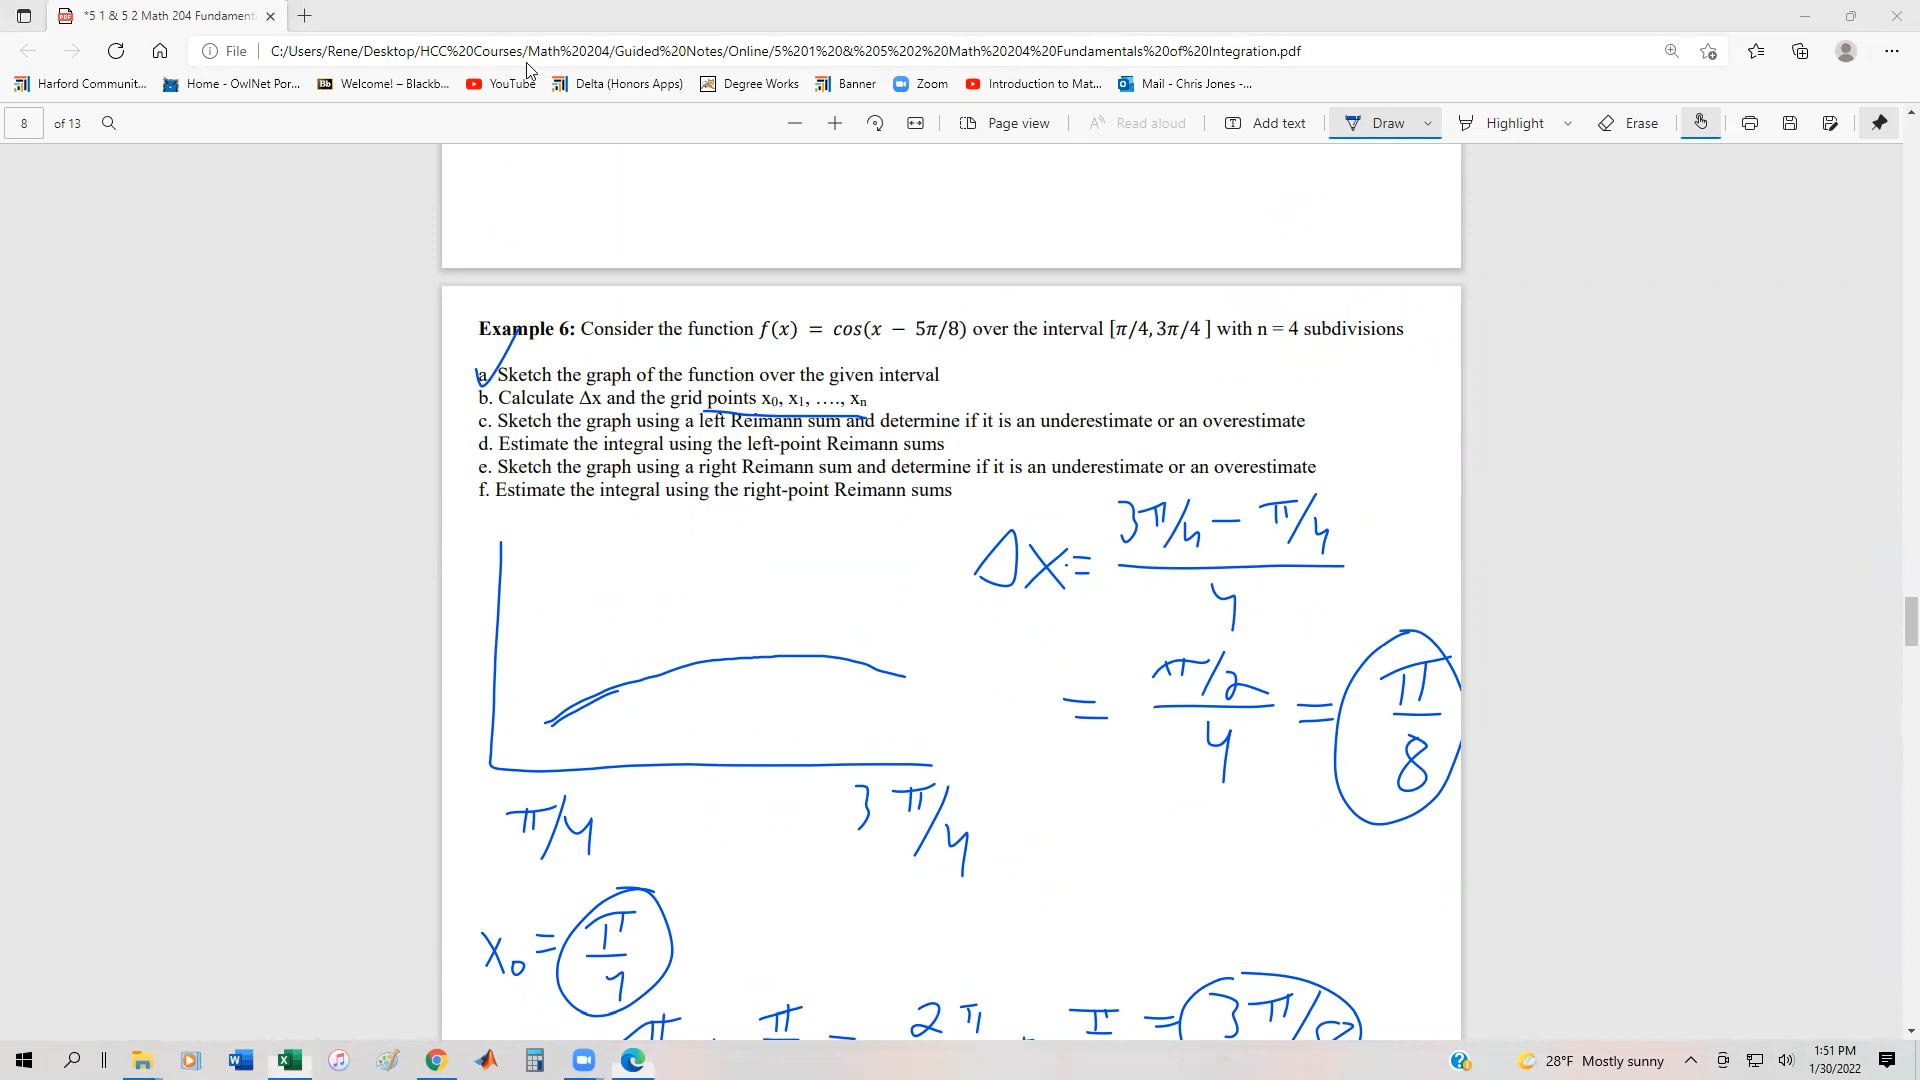 *5 1 & 5 2 Math 204 Fundament
File C:/Users/Rene/Desktop/HCC%20Courses/Math%20204/Guided%20Notes/Online/5%201%20&%205%202%20Math%20204%20Fundamentals%20of%20Integration.pdf
Harford Communit... Home - OwlNet Por... Bb Welcome! – Blackb... YouTube Delta (Honors Apps) Degree Works Banner Zoom Introduction to Mat... Mail - Chris Jones -...
8 of 13 Page view Read aloud Add text Draw Highlight Erase
Example 6: Consider the function f(x) = cos(x − 5π/8) over the interval [π/4, 3π/4 ] with n = 4 subdivisions
a. Sketch the graph of the function over the given interval
b. Calculate Δx and the grid points x₀, x₁, …., xₙ
c. Sketch the graph using a left Reimann sum and determine if it is an underestimate or an overestimate
d. Estimate the integral using the left-point Reimann sums
e. Sketch the graph using a right Reimann sum and determine if it is an underestimate or an overestimate
f. Estimate the integral using the right-point Reimann sums
Δx = 3π/4 − π/4
4
= π/2 = π
4 8
π/4 3π/4
x₀ = π
4
2π
= 3π/8
28°F Mostly sunny
1:51 PM
1/30/2022